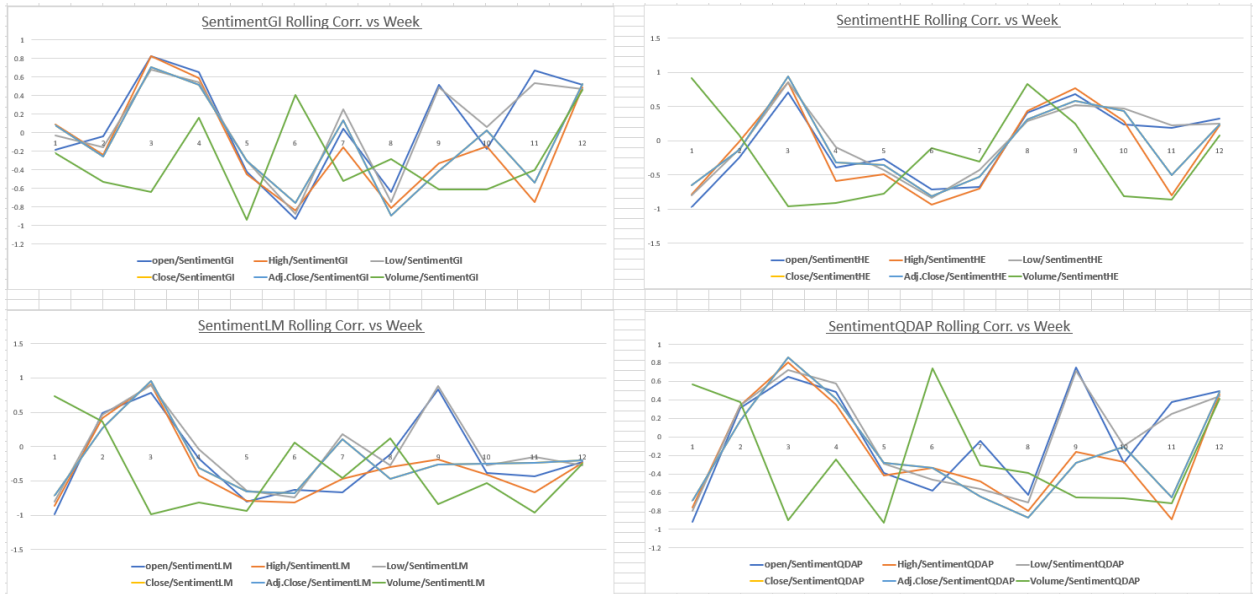 SentimentGI Rolling Corr. vs Week
1
0.8
0.6
0.4
0.2
0
-0.2
-0.4
-0.6
-0.8
-1
-1.2
1 2 3 4 5 6 7 8 9 10 11 12
open/SentimentGI High/SentimentGI Low/SentimentGI
Close/SentimentGI Adj.Close/SentimentGI Volume/SentimentGI
SentimentHE Rolling Corr. vs Week
1.5
1
0.5
0
-0.5
-1
-1.5
1 2 3 4 5 6 7 8 9 10 11 12
open/SentimentHE High/SentimentHE Low/SentimentHE
Close/SentimentHE Adj.Close/SentimentHE Volume/SentimentHE
SentimentLM Rolling Corr. vs Week
1.5
1
0.5
0
-0.5
-1
-1.5
1 2 3 4 5 6 7 8 9 10 11 12
open/SentimentLM High/SentimentLM Low/SentimentLM
Close/SentimentLM Adj.Close/SentimentLM Volume/SentimentLM
SentimentQDAP Rolling Corr. vs Week
1
0.8
0.6
0.4
0.2
0
-0.2
-0.4
-0.6
-0.8
-1
-1.2
1 2 3 4 5 6 7 8 9 10 11 12
open/SentimentQDAP High/SentimentQDAP Low/SentimentQDAP
Close/SentimentQDAP Adj.Close/SentimentQDAP Volume/SentimentQDAP